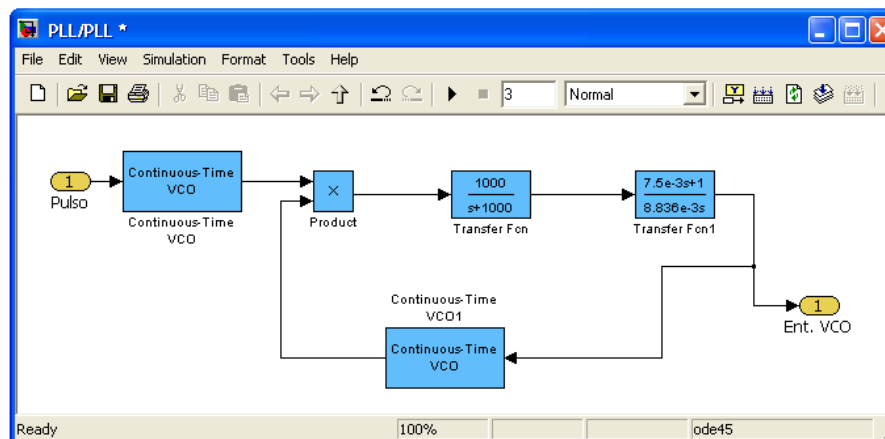 PLL/PLL *
File Edit View Simulation Format Tools Help
3 Normal
1
Pulso
Continuous-Time
VCO
Continuous-Time
VCO
×
Product
1000
s+1000
Transfer Fcn
7.5e-3s+1
8.836e-3s
Transfer Fcn1
Continuous-Time
VCO1
Continuous-Time
VCO
1
Ent. VCO
Ready 100% ode45